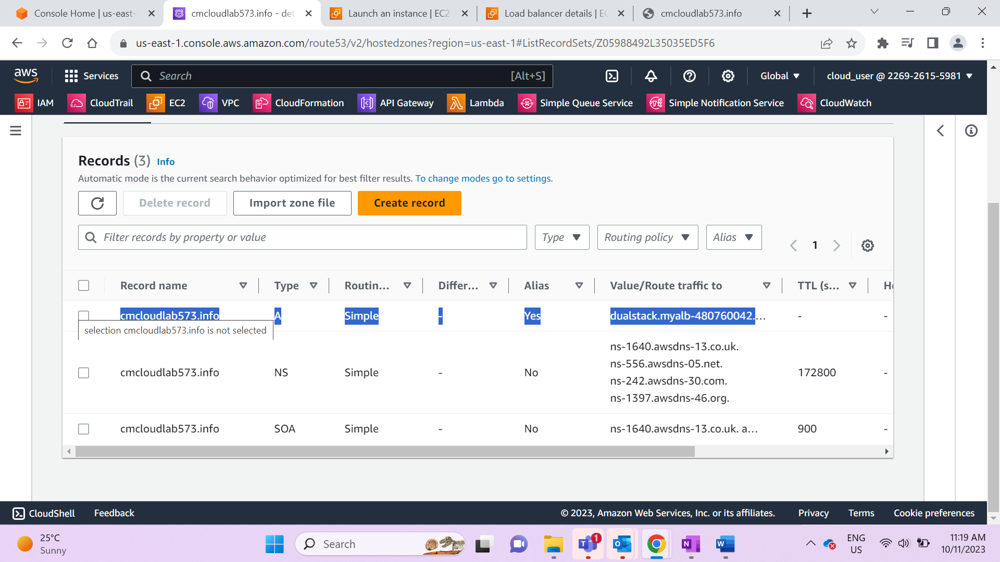 Console Home | us-east-
cmcloudlab573.info - det
Launch an instance | EC2
Load balancer details | EC
cmcloudlab573.info
us-east-1.console.aws.amazon.com/route53/v2/hostedzones?region=us-east-1#ListRecordSets/Z05988492L35035ED5F6
aws
Services
Search
[Alt+S]
Global
cloud_user @ 2269-2615-5981
IAM
CloudTrail
EC2
VPC
CloudFormation
API Gateway
Lambda
Simple Queue Service
Simple Notification Service
CloudWatch
Records (3) Info
Automatic mode is the current search behavior optimized for best filter results. To change modes go to settings.
Delete record
Import zone file
Create record
Filter records by property or value
Type
Routing policy
Alias
1
Record name Type Routin... Differ... Alias Value/Route traffic to TTL (s... H
cmcloudlab573.info A Simple - Yes dualstack.myalb-480760042.... - -
selection cmcloudlab573.info is not selected
cmcloudlab573.info NS Simple - No
ns-1640.awsdns-13.co.uk.
ns-556.awsdns-05.net.
ns-242.awsdns-30.com.
ns-1397.awsdns-46.org.
172800 -
cmcloudlab573.info SOA Simple - No ns-1640.awsdns-13.co.uk. a... 900 -
CloudShell
Feedback
© 2023, Amazon Web Services, Inc. or its affiliates.
Privacy
Terms
Cookie preferences
25°C
Sunny
Search
1
ENG
US
11:19 AM
10/11/2023